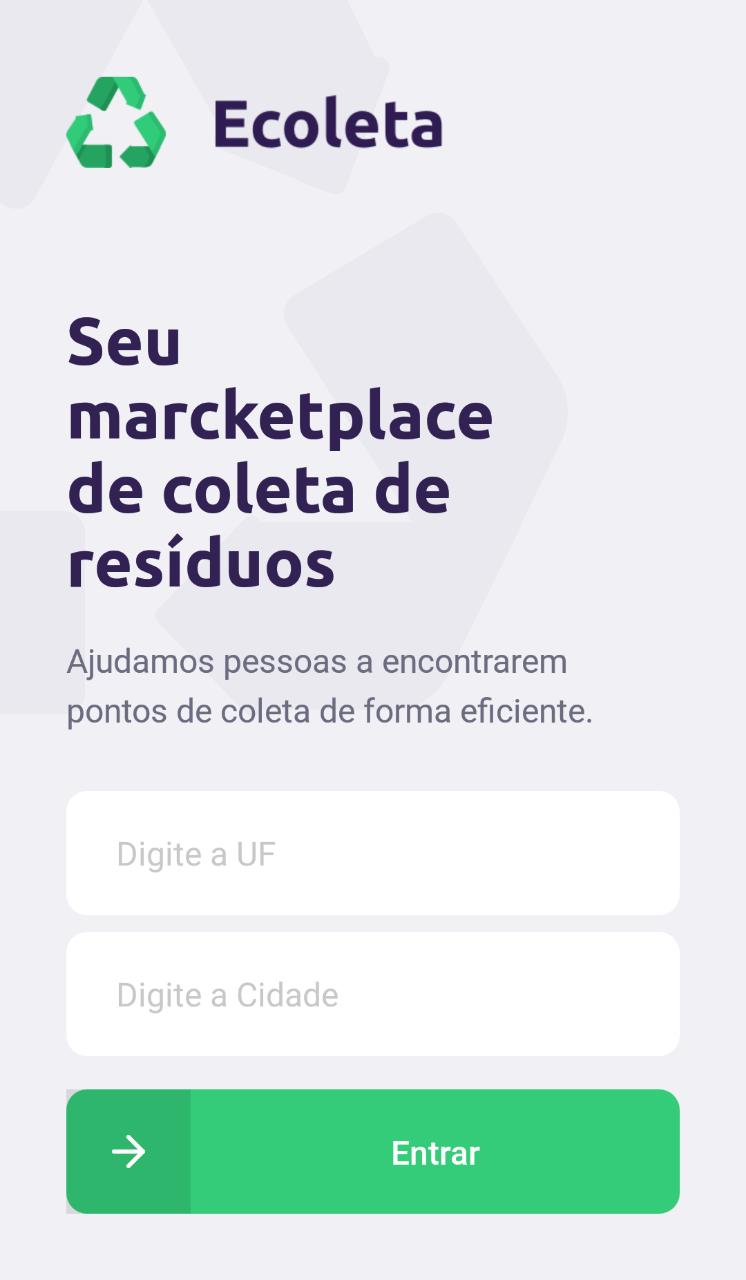 Ecoleta
Seu
marcketplace
de coleta de
resíduos
Ajudamos pessoas a encontrarem
pontos de coleta de forma eficiente.
Digite a UF
Digite a Cidade
Entrar